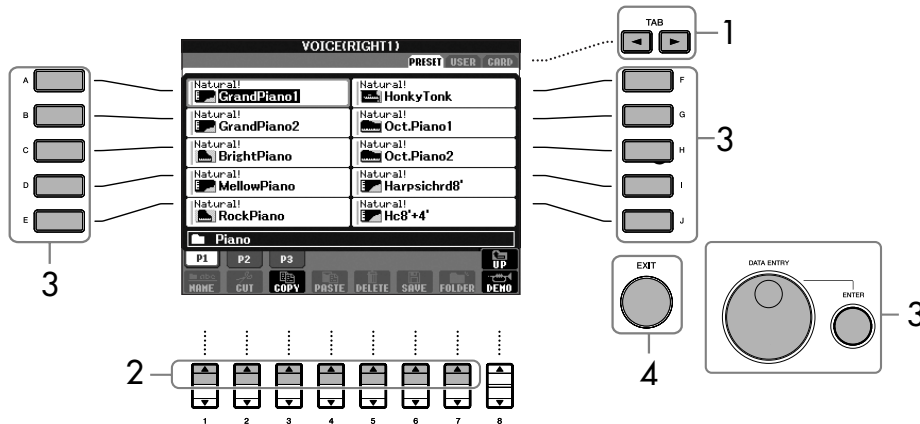 TAB
1
VOICE(RIGHT1)
PRESET USER CARD
A
B
C
D
E
3
Natural!
GrandPiano1
Natural!
HonkyTonk
Natural!
GrandPiano2
Natural!
Oct.Piano1
Natural!
BrightPiano
Natural!
Oct.Piano2
Natural!
MellowPiano
Natural!
Harpsichrd8'
Natural!
RockPiano
Natural!
Hc8'+4'
Piano
P1 P2 P3 UP
NAME CUT COPY PASTE DELETE SAVE FOLDER DEMO
F
G
H
I
J
3
EXIT
4
DATA ENTRY
ENTER
3
2
1 2 3 4 5 6 7 8